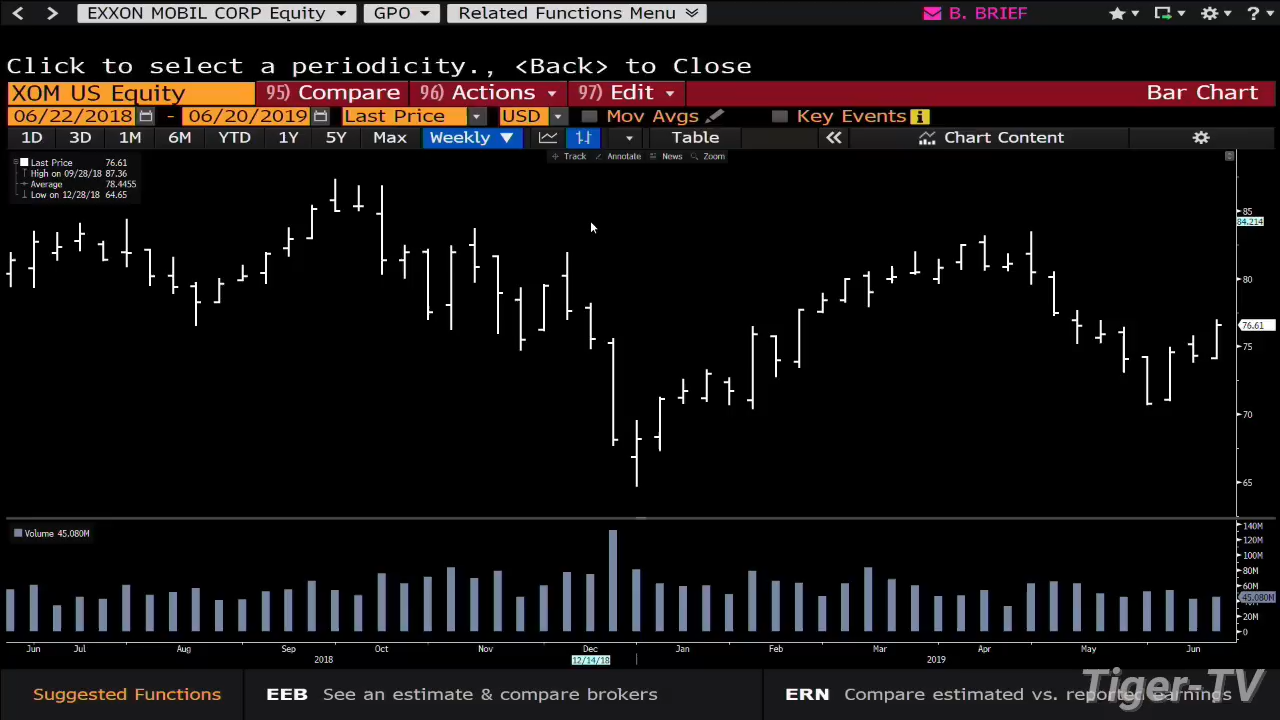 EXXON MOBIL CORP Equity GPO Related Functions Menu B. BRIEF ?
Click to select a periodicity., <Back> to Close
XOM US Equity 95) Compare 96) Actions 97) Edit Bar Chart
06/22/2018 - 06/20/2019 Last Price USD Mov Avgs Key Events
1D 3D 1M 6M YTD 1Y 5Y Max Weekly Table Chart Content
Track Annotate News Zoom
Last Price 76.61
High on 09/28/18 87.36
Average 78.4455
Low on 12/28/18 64.65
85
84.214
80
76.61
75
70
65
Volume 45.080M
140M
120M
100M
80M
60M
45.080M
20M
0
Jun Jul Aug Sep Oct Nov Dec Jan Feb Mar Apr May Jun
2018 12/14/18 2019
Suggested Functions EEB See an estimate & compare brokers ERN Compare estimated vs. reported earnings
Tiger-TV